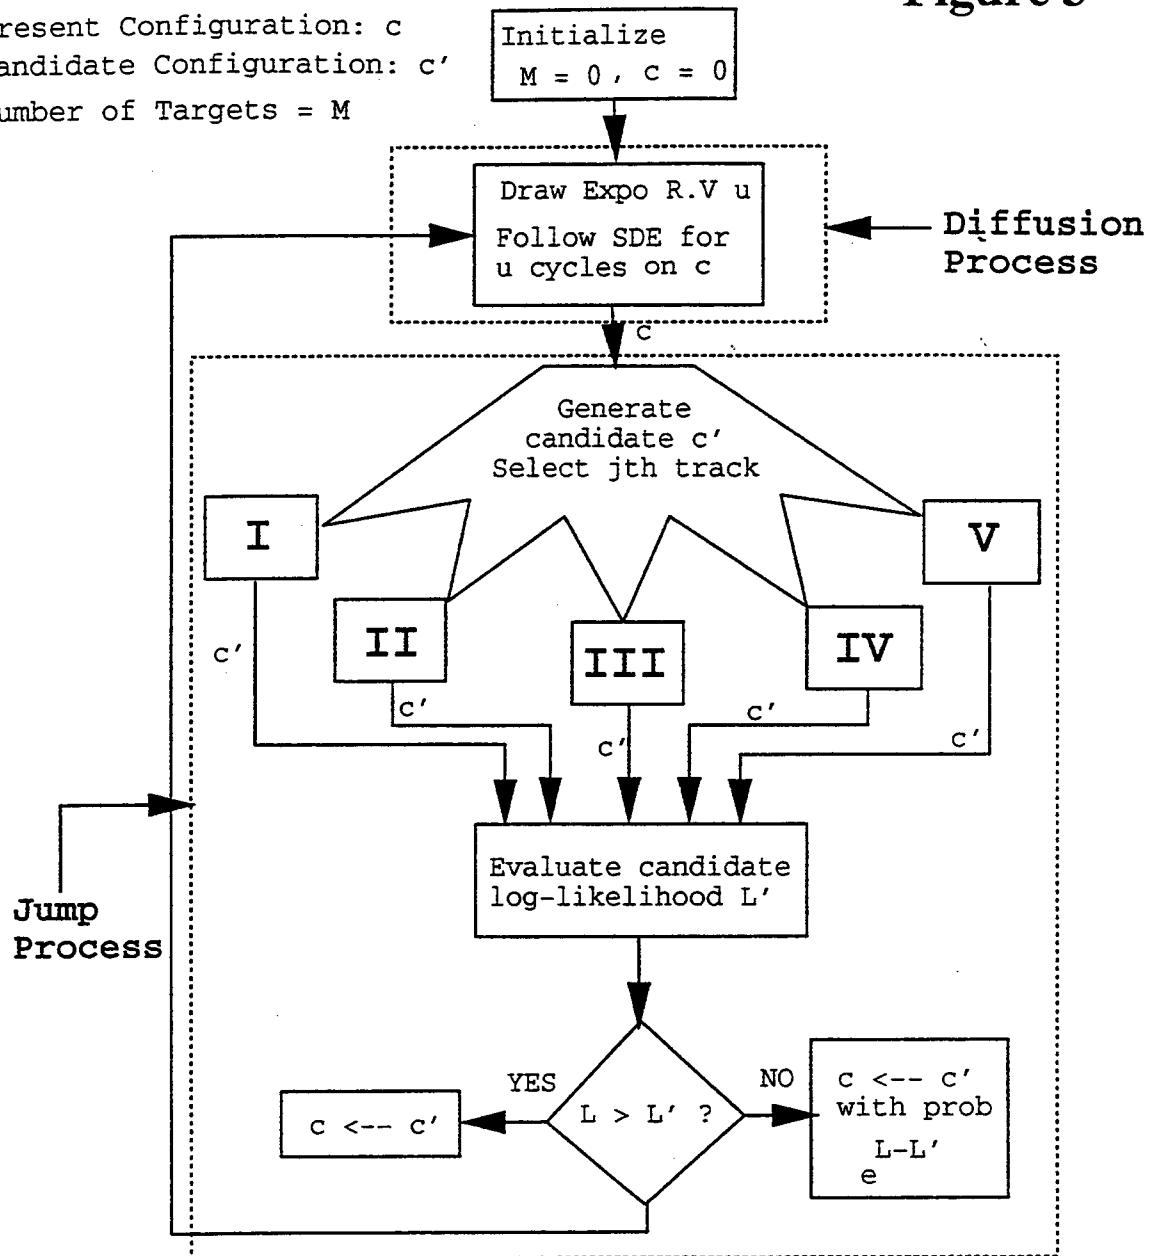 resent Configuration: c
andidate Configuration: c'
umber of Targets = M
Initialize
M = 0, c = 0
Draw Expo R.V u
Follow SDE for
u cycles on c
Diffusion
Process
c
Generate
candidate c'
Select jth track
I
V
II
III
IV
c'
c'
c'
c'
c'
Evaluate candidate
log-likelihood L'
Jump
Process
YES
NO
c <-- c'
L > L' ?
c <-- c'
with prob
L-L'
e